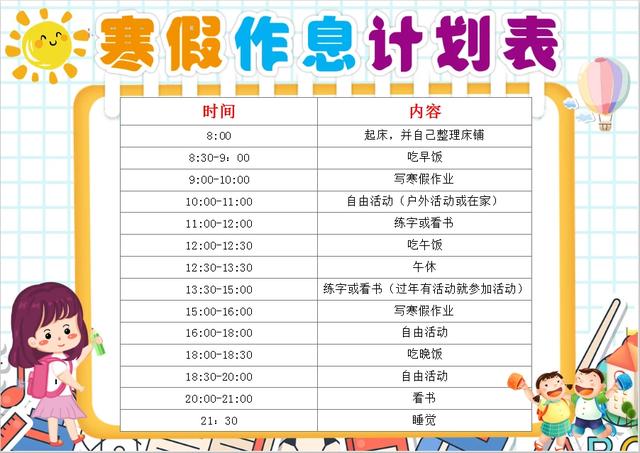 寒假作息计划表
时间 内容
8:00 起床，并自己整理床铺
8:30-9：00 吃早饭
9:00-10:00 写寒假作业
10:00-11:00 自由活动（户外活动或在家）
11:00-12:00 练字或看书
12:00-12:30 吃午饭
12:30-13:30 午休
13:30-15:00 练字或看书（过年有活动就参加活动）
15:00-16:00 写寒假作业
16:00-18:00 自由活动
18:00-18:30 吃晚饭
18:30-20:00 自由活动
20:00-21:00 看书
21：30 睡觉
ABC